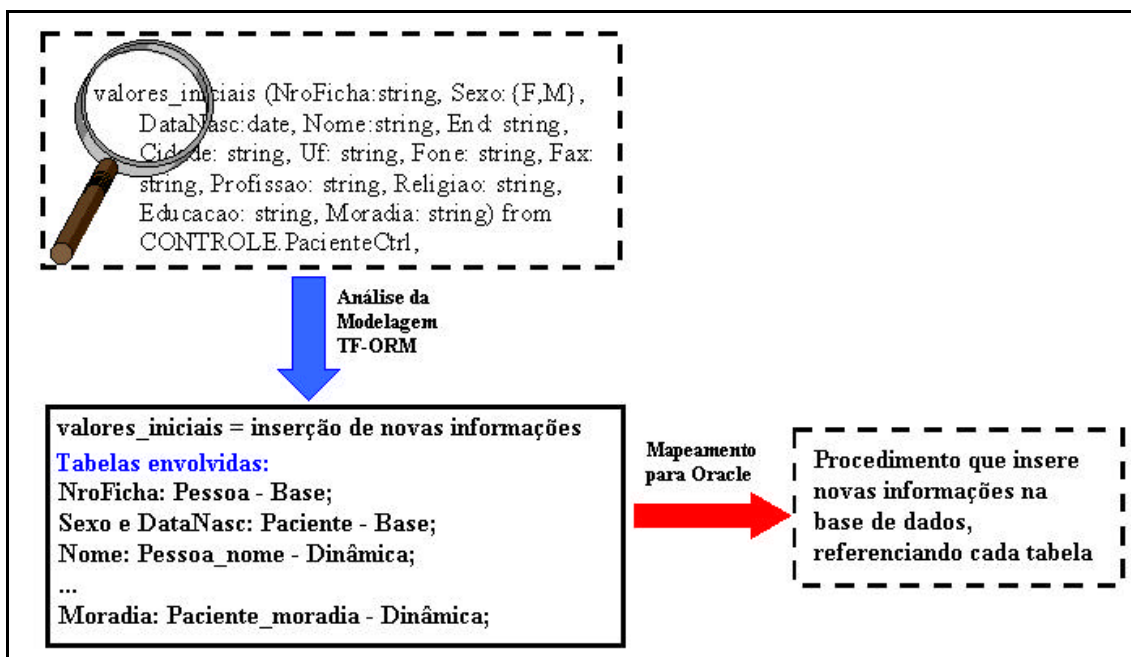 valores_iniciais (NroFicha:string, Sexo: {F,M},
DataNasc:date, Nome:string, End: string,
Cidade: string, Uf: string, Fone: string, Fax:
string, Profissao: string, Religiao: string,
Educacao: string, Moradia: string) from
CONTROLE.PacienteCtrl,
Análise da
Modelagem
TF-ORM
valores_iniciais = inserção de novas informações
Tabelas envolvidas:
NroFicha: Pessoa - Base;
Sexo e DataNasc: Paciente - Base;
Nome: Pessoa_nome - Dinâmica;
...
Moradia: Paciente_moradia - Dinâmica;
Mapeamento
para Oracle
Procedimento que insere
novas informações na
base de dados,
referenciando cada tabela